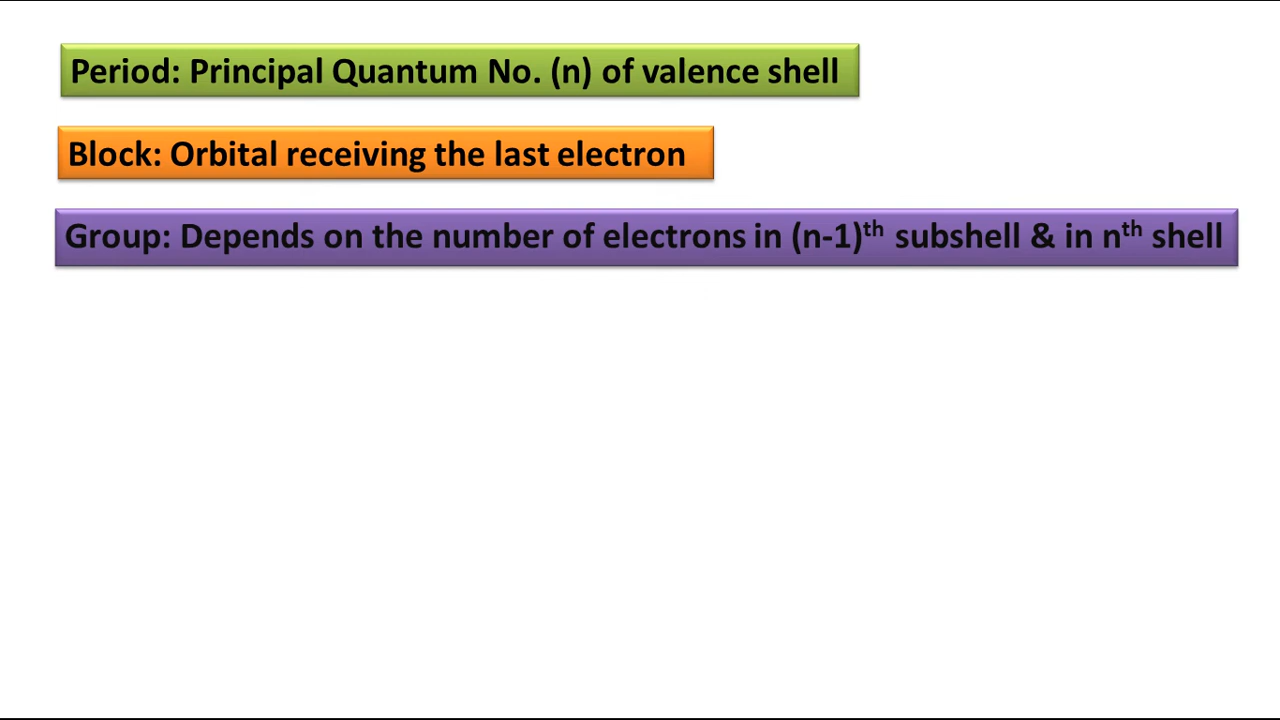 Period: Principal Quantum No. (n) of valence shell
Block: Orbital receiving the last electron
Group: Depends on the number of electrons in (n-1)th subshell & in nth shell